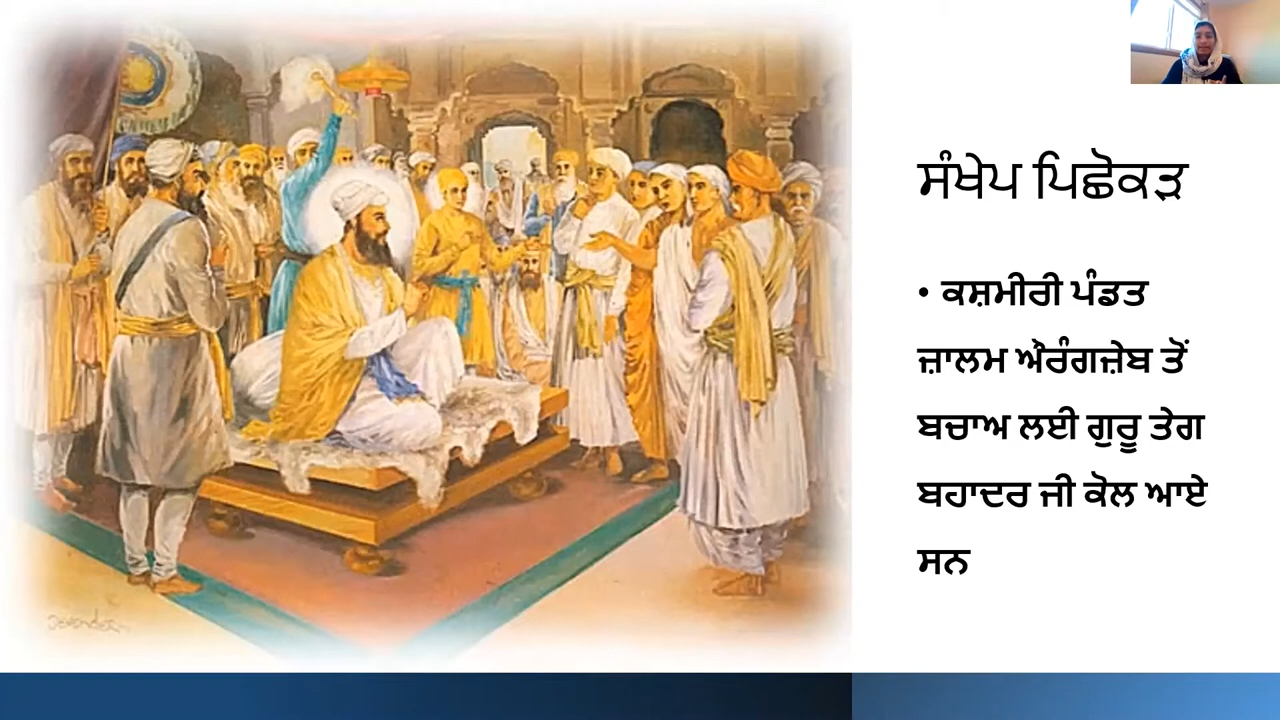 ਸੰਖੇਪ ਪਿਛੋਕੜ
• ਕਸ਼ਮੀਰੀ ਪੰਡਤ
ਜ਼ਾਲਮ ਔਰੰਗਜ਼ੇਬ ਤੋਂ
ਬਚਾਅ ਲਈ ਗੁਰੂ ਤੇਗ
ਬਹਾਦਰ ਜੀ ਕੋਲ ਆਏ
ਸਨ